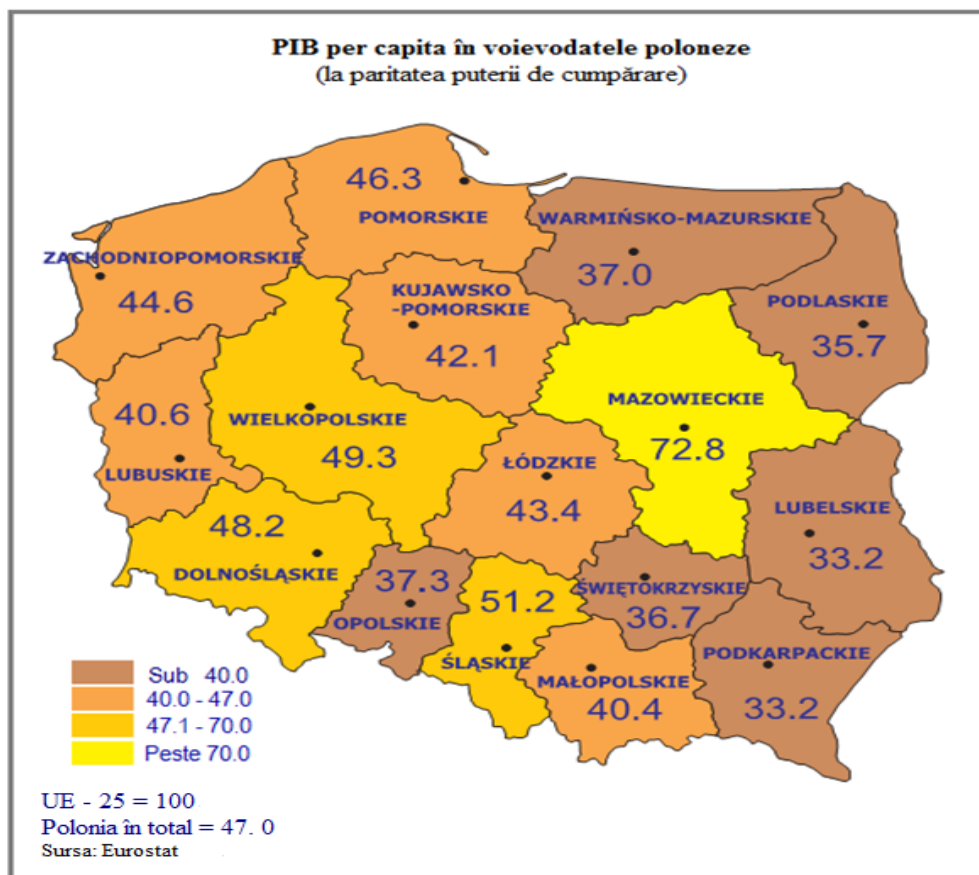 PIB per capita în voievodatele poloneze
(la paritatea puterii de cumpărare)
46.3
POMORSKIE
WARMIŃSKO-MAZURSKIE
37.0
ZACHODNIOPOMORSKIE
44.6
KUJAWSKO
-POMORSKIE
42.1
PODLASKIE
35.7
40.6
LUBUSKIE
WIELKOPOLSKIE
49.3
MAZOWIECKIE
72.8
ŁÓDZKIE
43.4
LUBELSKIE
33.2
48.2
DOLNOŚLĄSKIE
37.3
OPOLSKIE
51.2
ŚLĄSKIE
ŚWIĘTOKRZYSKIE
36.7
MAŁOPOLSKIE
40.4
PODKARPACKIE
33.2
Sub 40.0
40.0 - 47.0
47.1 - 70.0
Peste 70.0
UE - 25 = 100
Polonia în total = 47. 0
Sursa: Eurostat